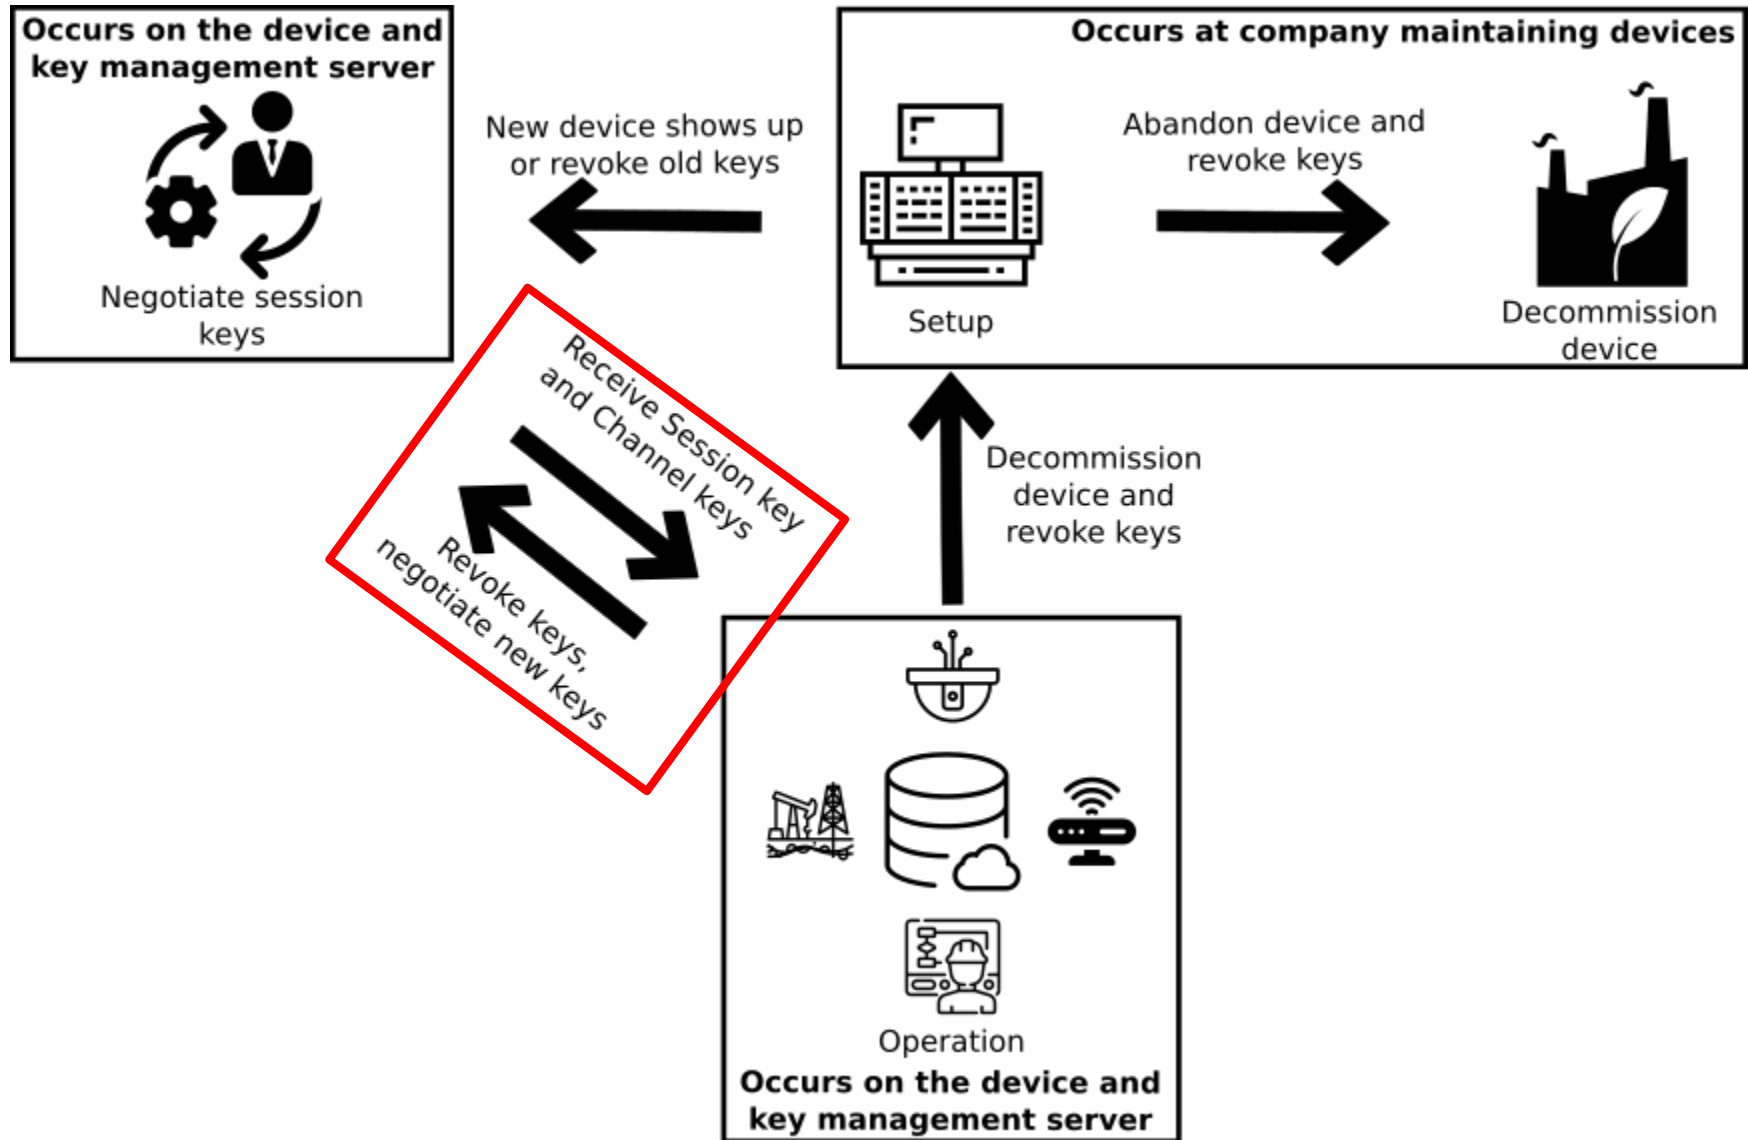 Occurs on the device and
key management server
Negotiate session
keys
New device shows up
or revoke old keys
Occurs at company maintaining devices
Setup
Abandon device and
revoke keys
Decommission
device
Receive Session key
and Channel keys
Revoke keys,
negotiate new keys
Decommission
device and
revoke keys
Operation
Occurs on the device and
key management server